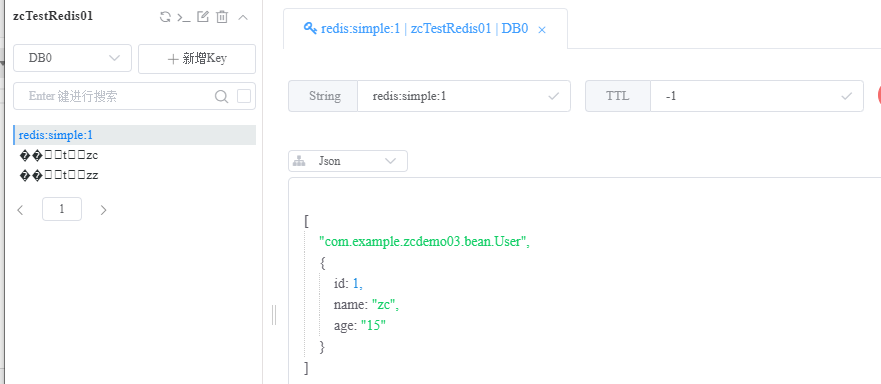 zcTestRedis01
DB0
新增Key
Enter 键进行搜索
redis:simple:1
��t zc
��t zz
1
redis:simple:1 | zcTestRedis01 | DB0
String
redis:simple:1
TTL
-1
Json
[
"com.example.zcdemo03.bean.User",
{
id: 1,
name: "zc",
age: "15"
}
]